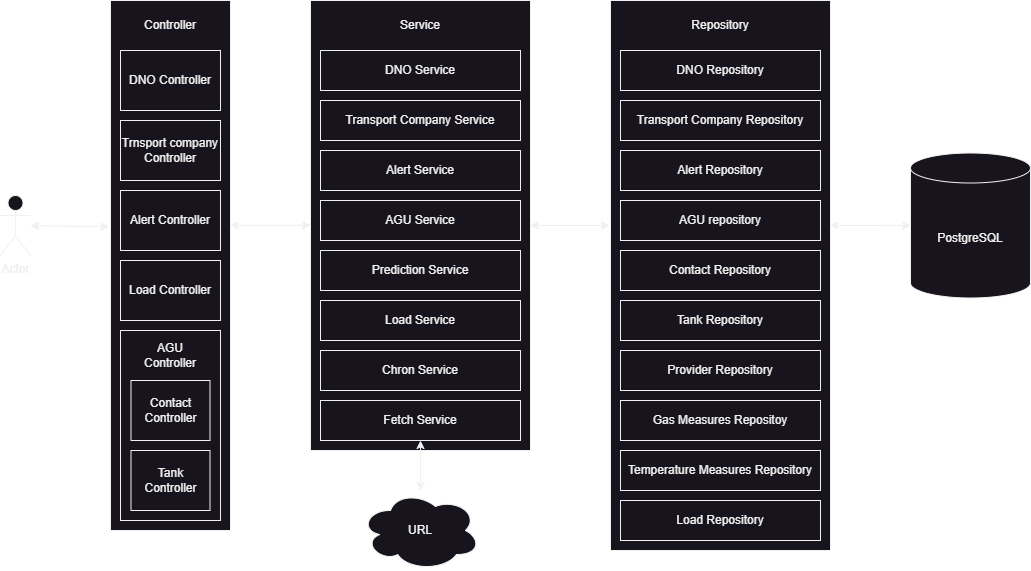 Controller
DNO Controller
Trnsport company
Controller
Alert Controller
Load Controller
AGU
Controller
Contact
Controller
Tank
Controller
Actor
Service
DNO Service
Transport Company Service
Alert Service
AGU Service
Prediction Service
Load Service
Chron Service
Fetch Service
URL
Repository
DNO Repository
Transport Company Repository
Alert Repository
AGU repository
Contact Repository
Tank Repository
Provider Repository
Gas Measures Repositoy
Temperature Measures Repository
Load Repository
PostgreSQL